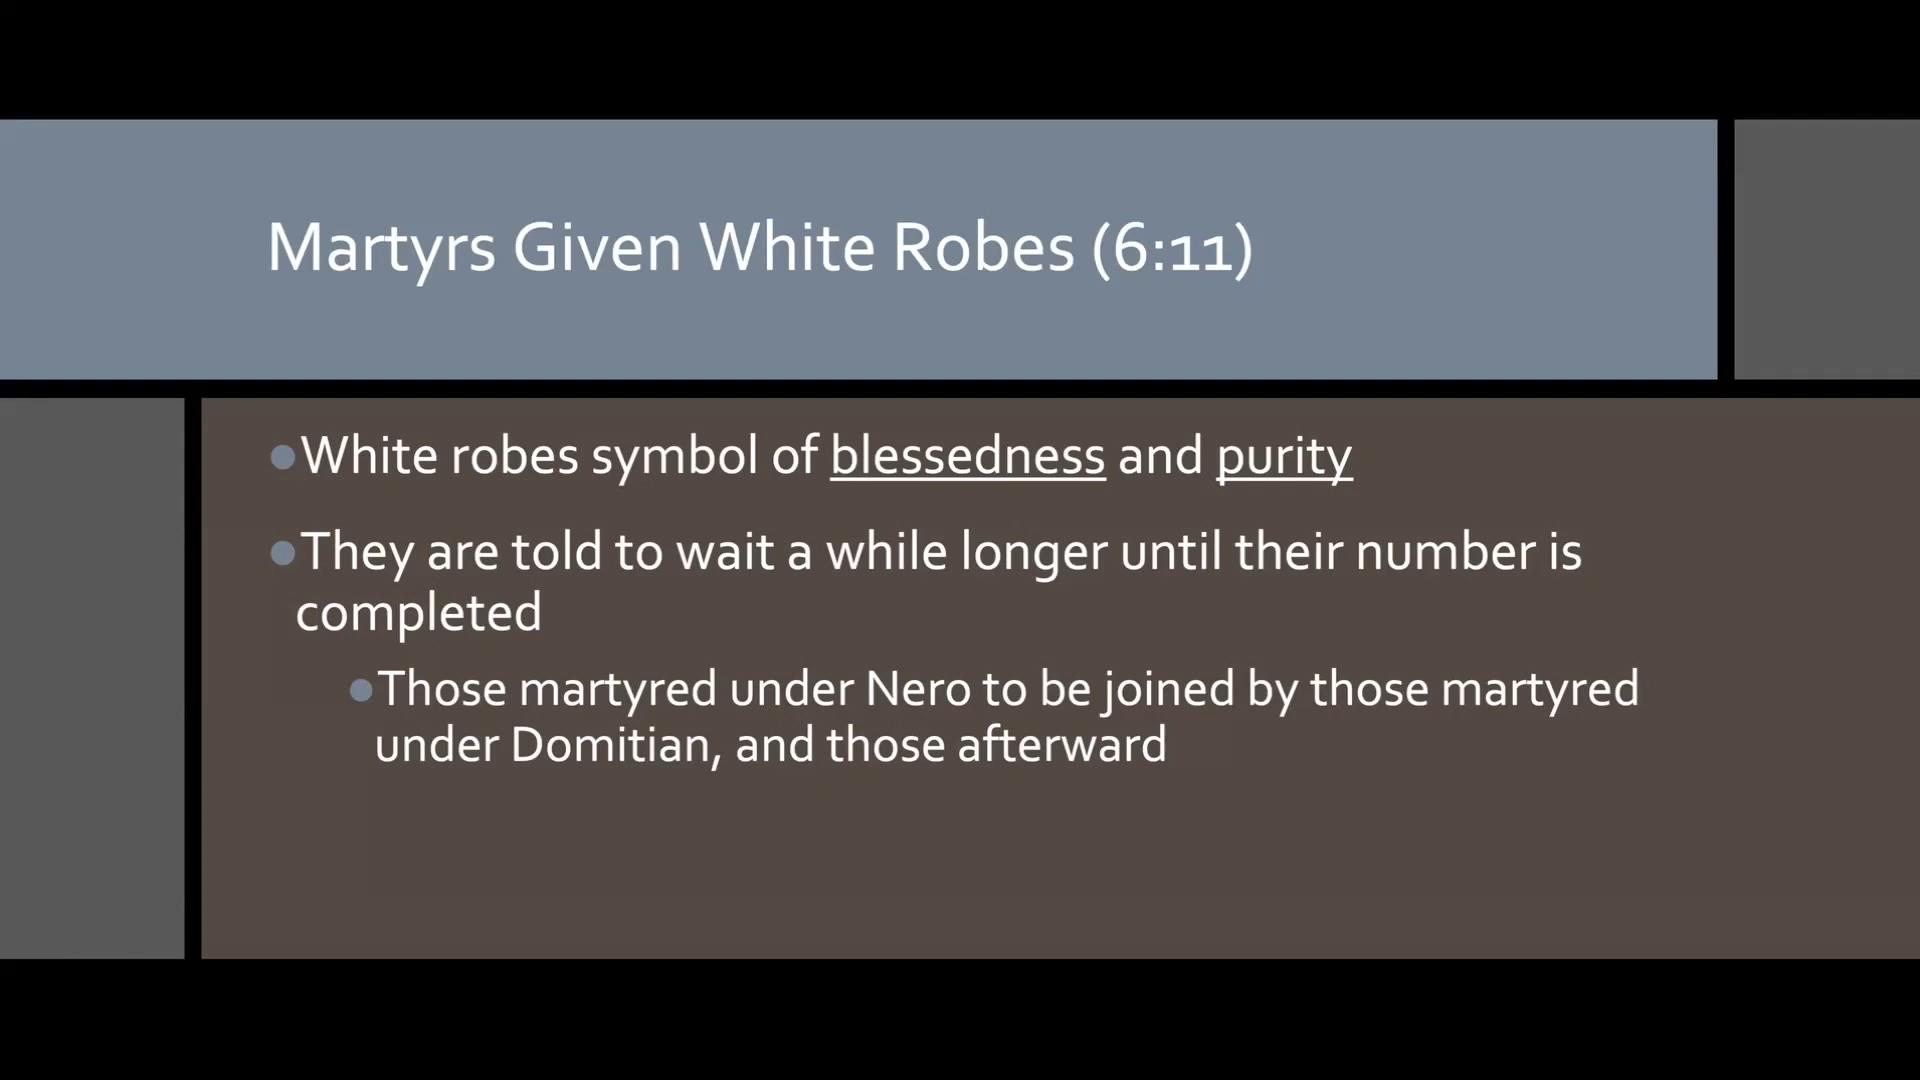 Martyrs Given White Robes (6:11)
●White robes symbol of blessedness and purity
●They are told to wait a while longer until their number is
completed
●Those martyred under Nero to be joined by those martyred
under Domitian, and those afterward